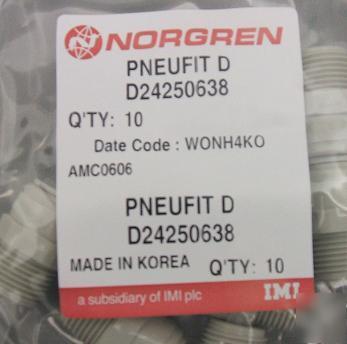 NORGREN
PNEUFIT D
D24250638
Q'TY: 10
Date Code : WONH4KO
AMC0606
PNEUFIT D
D24250638
MADE IN KOREA Q'TY: 10
a subsidiary of IMI plc IMI